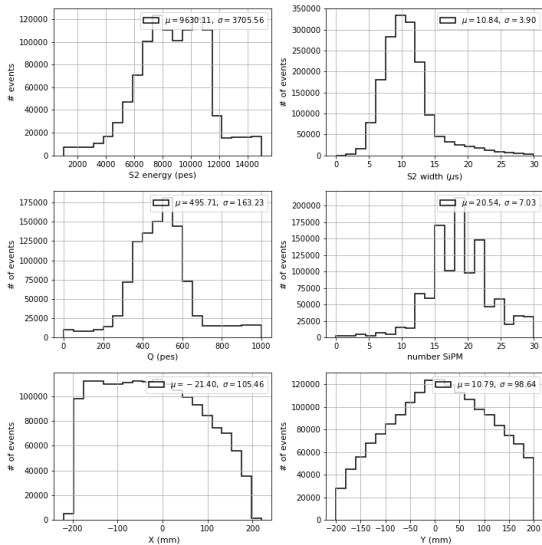 120000
100000
80000
60000
40000
20000
0
# events
μ = 9630.11, σ = 3705.56
2000 4000 6000 8000 10000 12000 14000
S2 energy (pes)
350000
300000
250000
200000
150000
100000
50000
0
# of events
μ = 10.84, σ = 3.90
0 5 10 15 20 25 30
S2 width (μs)
175000
150000
125000
100000
75000
50000
25000
0
# of events
μ = 495.71, σ = 163.23
0 200 400 600 800 1000
Q (pes)
200000
175000
150000
125000
100000
75000
50000
25000
0
# of events
μ = 20.54, σ = 7.03
0 5 10 15 20 25 30
number SiPM
100000
80000
60000
40000
20000
0
# of events
μ = −21.40, σ = 105.46
−200 −100 0 100 200
X (mm)
120000
100000
80000
60000
40000
20000
0
# of events
μ = 10.79, σ = 98.64
−200 −150 −100 −50 0 50 100 150 200
Y (mm)